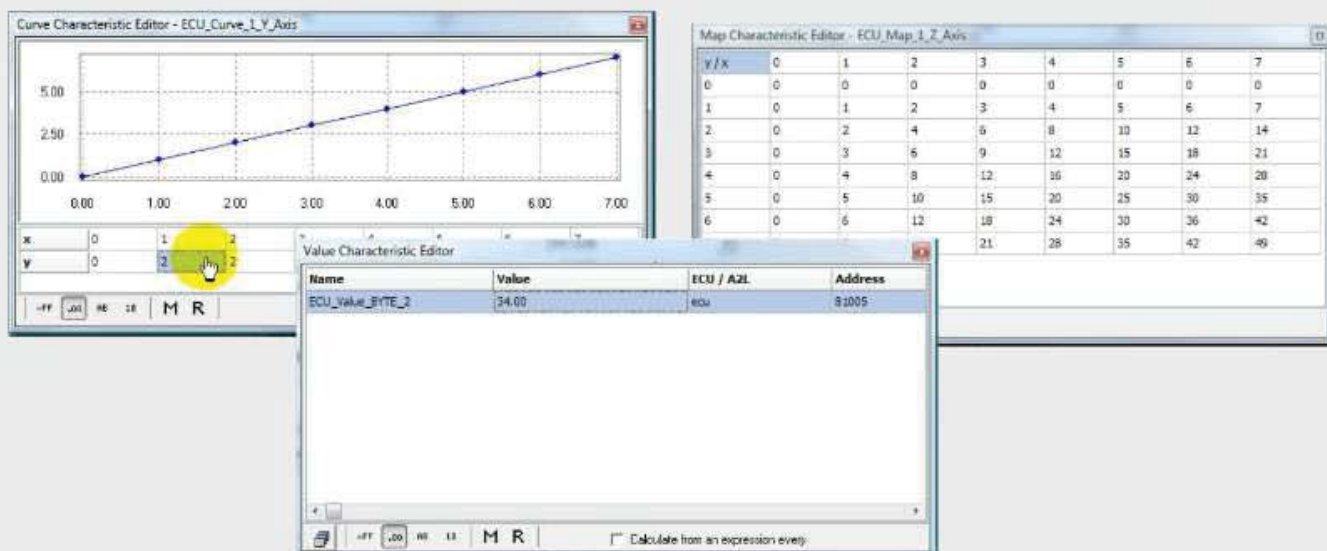 Curve Characteristic Editor - ECU_Curve_1_Y_Axis
5.00
2.50
0.00
0.00 1.00 2.00 3.00 4.00 5.00 6.00 7.00
x 0 1 2
y 0 2 2
M R
Map Characteristic Editor - ECU_Map_1_Z_Axis
y / x 0 1 2 3 4 5 6 7
0 0 0 0 0 0 0 0 0
1 0 1 2 3 4 5 6 7
2 0 2 4 6 8 10 12 14
3 0 3 6 9 12 15 18 21
4 0 4 8 12 16 20 24 28
5 0 5 10 15 20 25 30 35
6 0 6 12 18 24 30 36 42
21 28 35 42 49
Value Characteristic Editor
Name Value ECU / A2L Address
ECU_Value_BYTE_2 34.00 ecu 81005
M R
Calculate from an expression every